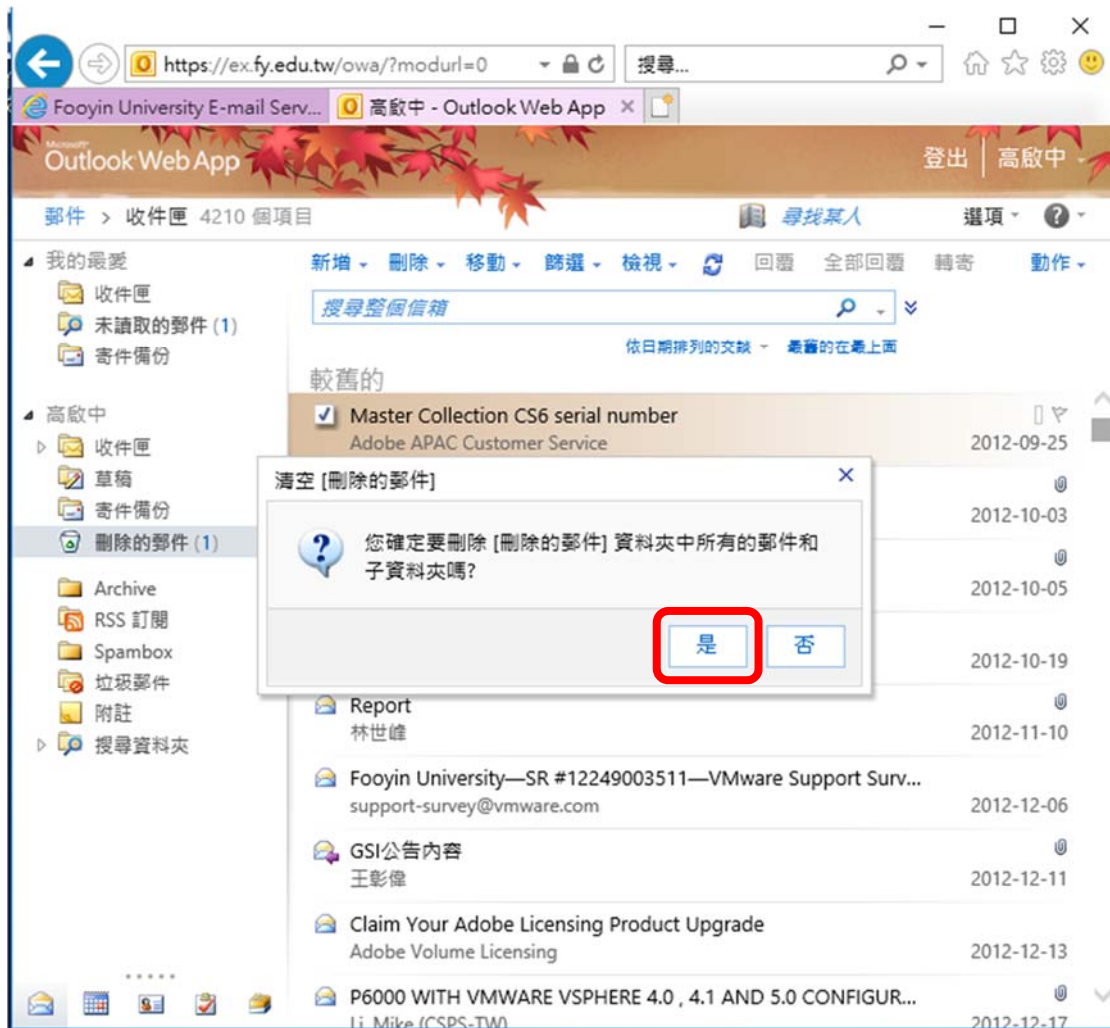 https://ex.fy.edu.tw/owa/?modurl=0
搜尋...
Fooyin University E-mail Serv...
高啟中 - Outlook Web App
Microsoft
Outlook Web App
登出 | 高啟中
郵件 > 收件匣 4210 個項目
尋找某人
選項
我的最愛
收件匣
未讀取的郵件 (1)
寄件備份
高啟中
收件匣
草稿
寄件備份
刪除的郵件 (1)
Archive
RSS 訂閱
Spambox
垃圾郵件
附註
搜尋資料夾
新增 刪除 移動 篩選 檢視 回覆 全部回覆 轉寄 動作
搜尋整個信箱
依日期排列的交談 最舊的在最上面
較舊的
Master Collection CS6 serial number
Adobe APAC Customer Service 2012-09-25
2012-10-03
2012-10-05
2012-10-19
清空 [刪除的郵件]
您確定要刪除 [刪除的郵件] 資料夾中所有的郵件和
子資料夾嗎?
是 否
Report
林世峰 2012-11-10
Fooyin University—SR #12249003511—VMware Support Surv...
support-survey@vmware.com 2012-12-06
GSI公告內容
王彰偉 2012-12-11
Claim Your Adobe Licensing Product Upgrade
Adobe Volume Licensing 2012-12-13
P6000 WITH VMWARE VSPHERE 4.0 , 4.1 AND 5.0 CONFIGUR...
Li, Mike (CSPS-TW) 2012-12-17